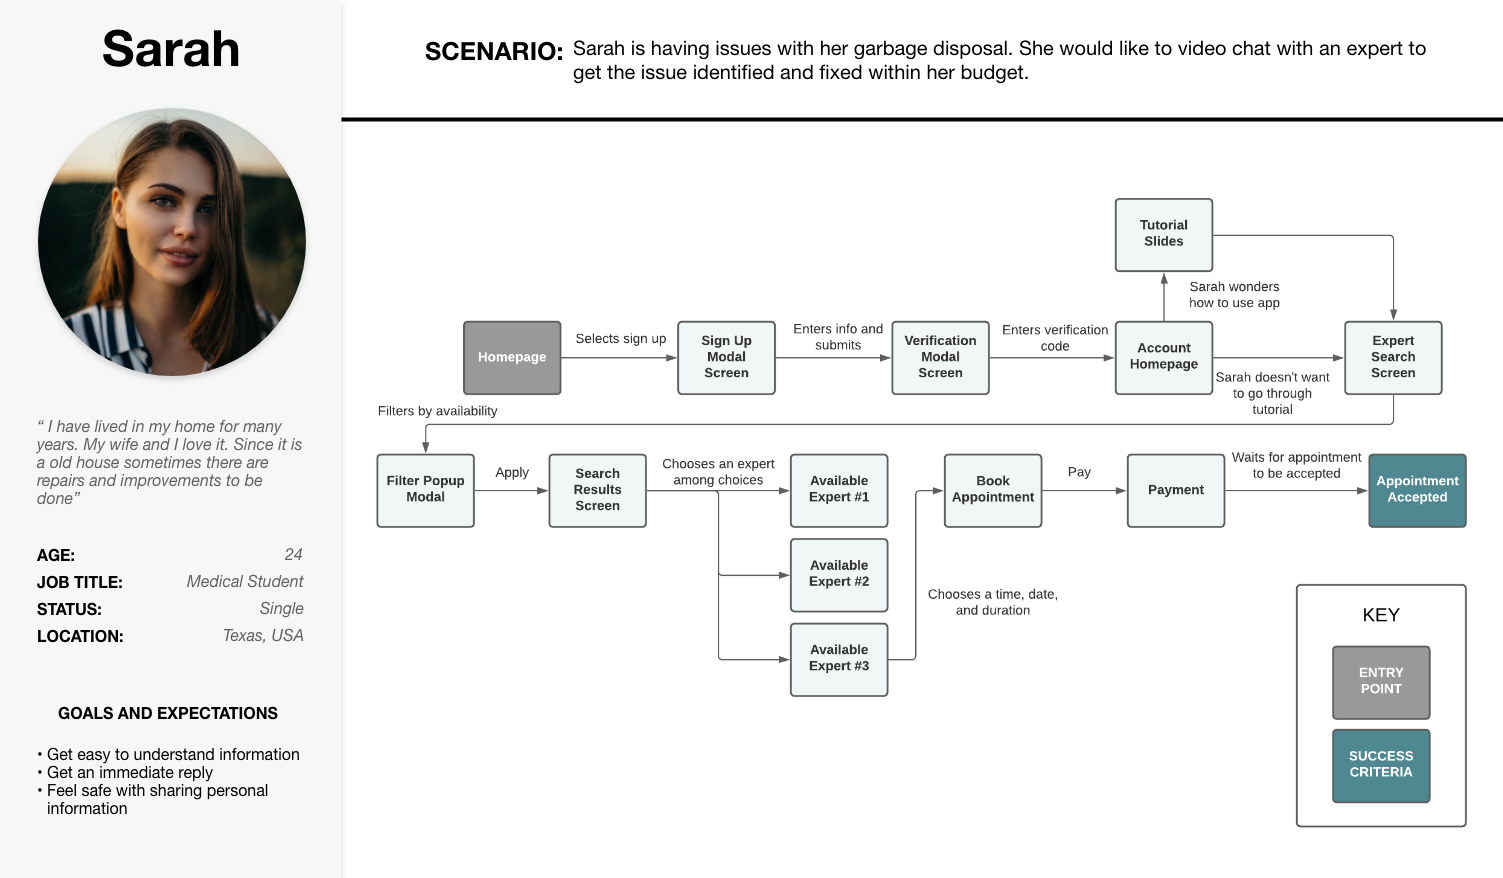 Sarah
“ I have lived in my home for many
years. My wife and I love it. Since it is
a old house sometimes there are
repairs and improvements to be
done”
AGE: 24
JOB TITLE: Medical Student
STATUS: Single
LOCATION: Texas, USA
GOALS AND EXPECTATIONS
• Get easy to understand information
• Get an immediate reply
• Feel safe with sharing personal
information
SCENARIO: Sarah is having issues with her garbage disposal. She would like to video chat with an expert to
get the issue identified and fixed within her budget.
Homepage
Selects sign up
Sign Up
Modal
Screen
Enters info and
submits
Verification
Modal
Screen
Enters verification
code
Account
Homepage
Sarah wonders
how to use app
Tutorial
Slides
Sarah doesn't want
to go through
tutorial
Expert
Search
Screen
Filters by availability
Filter Popup
Modal
Apply
Search
Results
Screen
Chooses an expert
among choices
Available
Expert #1
Available
Expert #2
Available
Expert #3
Chooses a time, date,
and duration
Book
Appointment
Pay
Payment
Waits for appointment
to be accepted
Appointment
Accepted
KEY
ENTRY
POINT
SUCCESS
CRITERIA